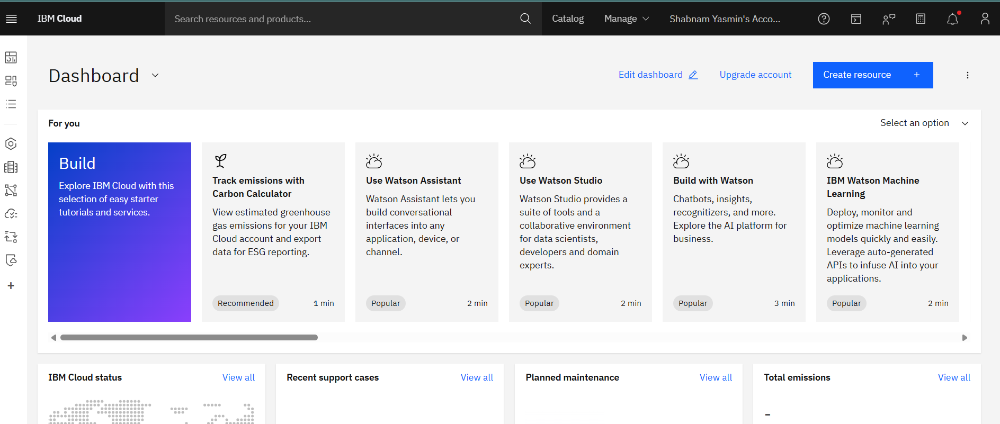 IBM Cloud
Search resources and products...
Catalog
Manage
Shabnam Yasmin's Acco...
Dashboard
Edit dashboard
Upgrade account
Create resource +
For you
Select an option
Build
Explore IBM Cloud with this
selection of easy starter
tutorials and services.
Track emissions with
Carbon Calculator
View estimated greenhouse
gas emissions for your IBM
Cloud account and export
data for ESG reporting.
Recommended
1 min
Use Watson Assistant
Watson Assistant lets you
build conversational
interfaces into any
application, device, or
channel.
Popular
2 min
Use Watson Studio
Watson Studio provides a
suite of tools and a
collaborative environment
for data scientists,
developers and domain
experts.
Popular
2 min
Build with Watson
Chatbots, insights,
recognitizers, and more.
Explore the AI platform for
business.
Popular
3 min
IBM Watson Machine
Learning
Deploy, monitor and
optimize machine learning
models quickly and easily.
Leverage auto-generated
APIs to infuse AI into your
applications.
Popular
2 min
IBM Cloud status
View all
Recent support cases
View all
Planned maintenance
View all
Total emissions
View all
-